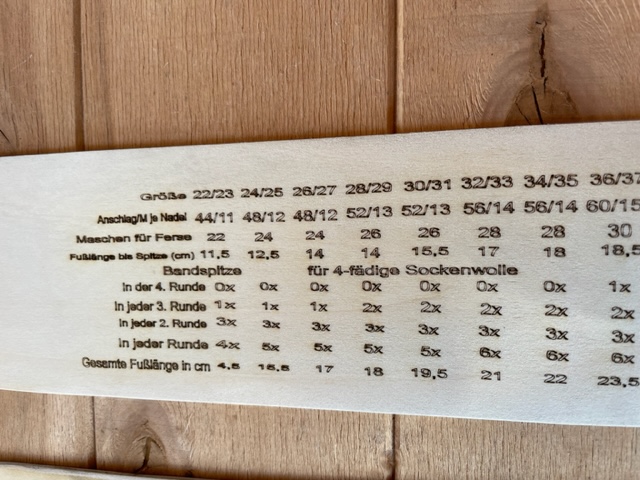 Größe 22/23 24/25 26/27 28/29 30/31 32/33 34/35 36/37
Anschlag/M je Nadel 44/11 48/12 48/12 52/13 52/13 56/14 56/14 60/15
Maschen für Ferse 22 24 24 26 26 28 28 30
Fußlänge bis Spitze (cm) 11,5 12,5 14 14 15,5 17 18 18,5
Bandspitze für 4-fädige Sockenwolle
In der 4. Runde 0x 0x 0x 0x 0x 0x 0x 1x
In jeder 3. Runde 1x 1x 1x 2x 2x 2x 2x 2x
In jeder 2. Runde 3x 3x 3x 3x 3x 3x 3x 3x
In jeder Runde 4x 5x 5x 5x 5x 6x 6x 6x
Gesamte Fußlänge in cm 4,5 15,5 17 18 19,5 21 22 23,5